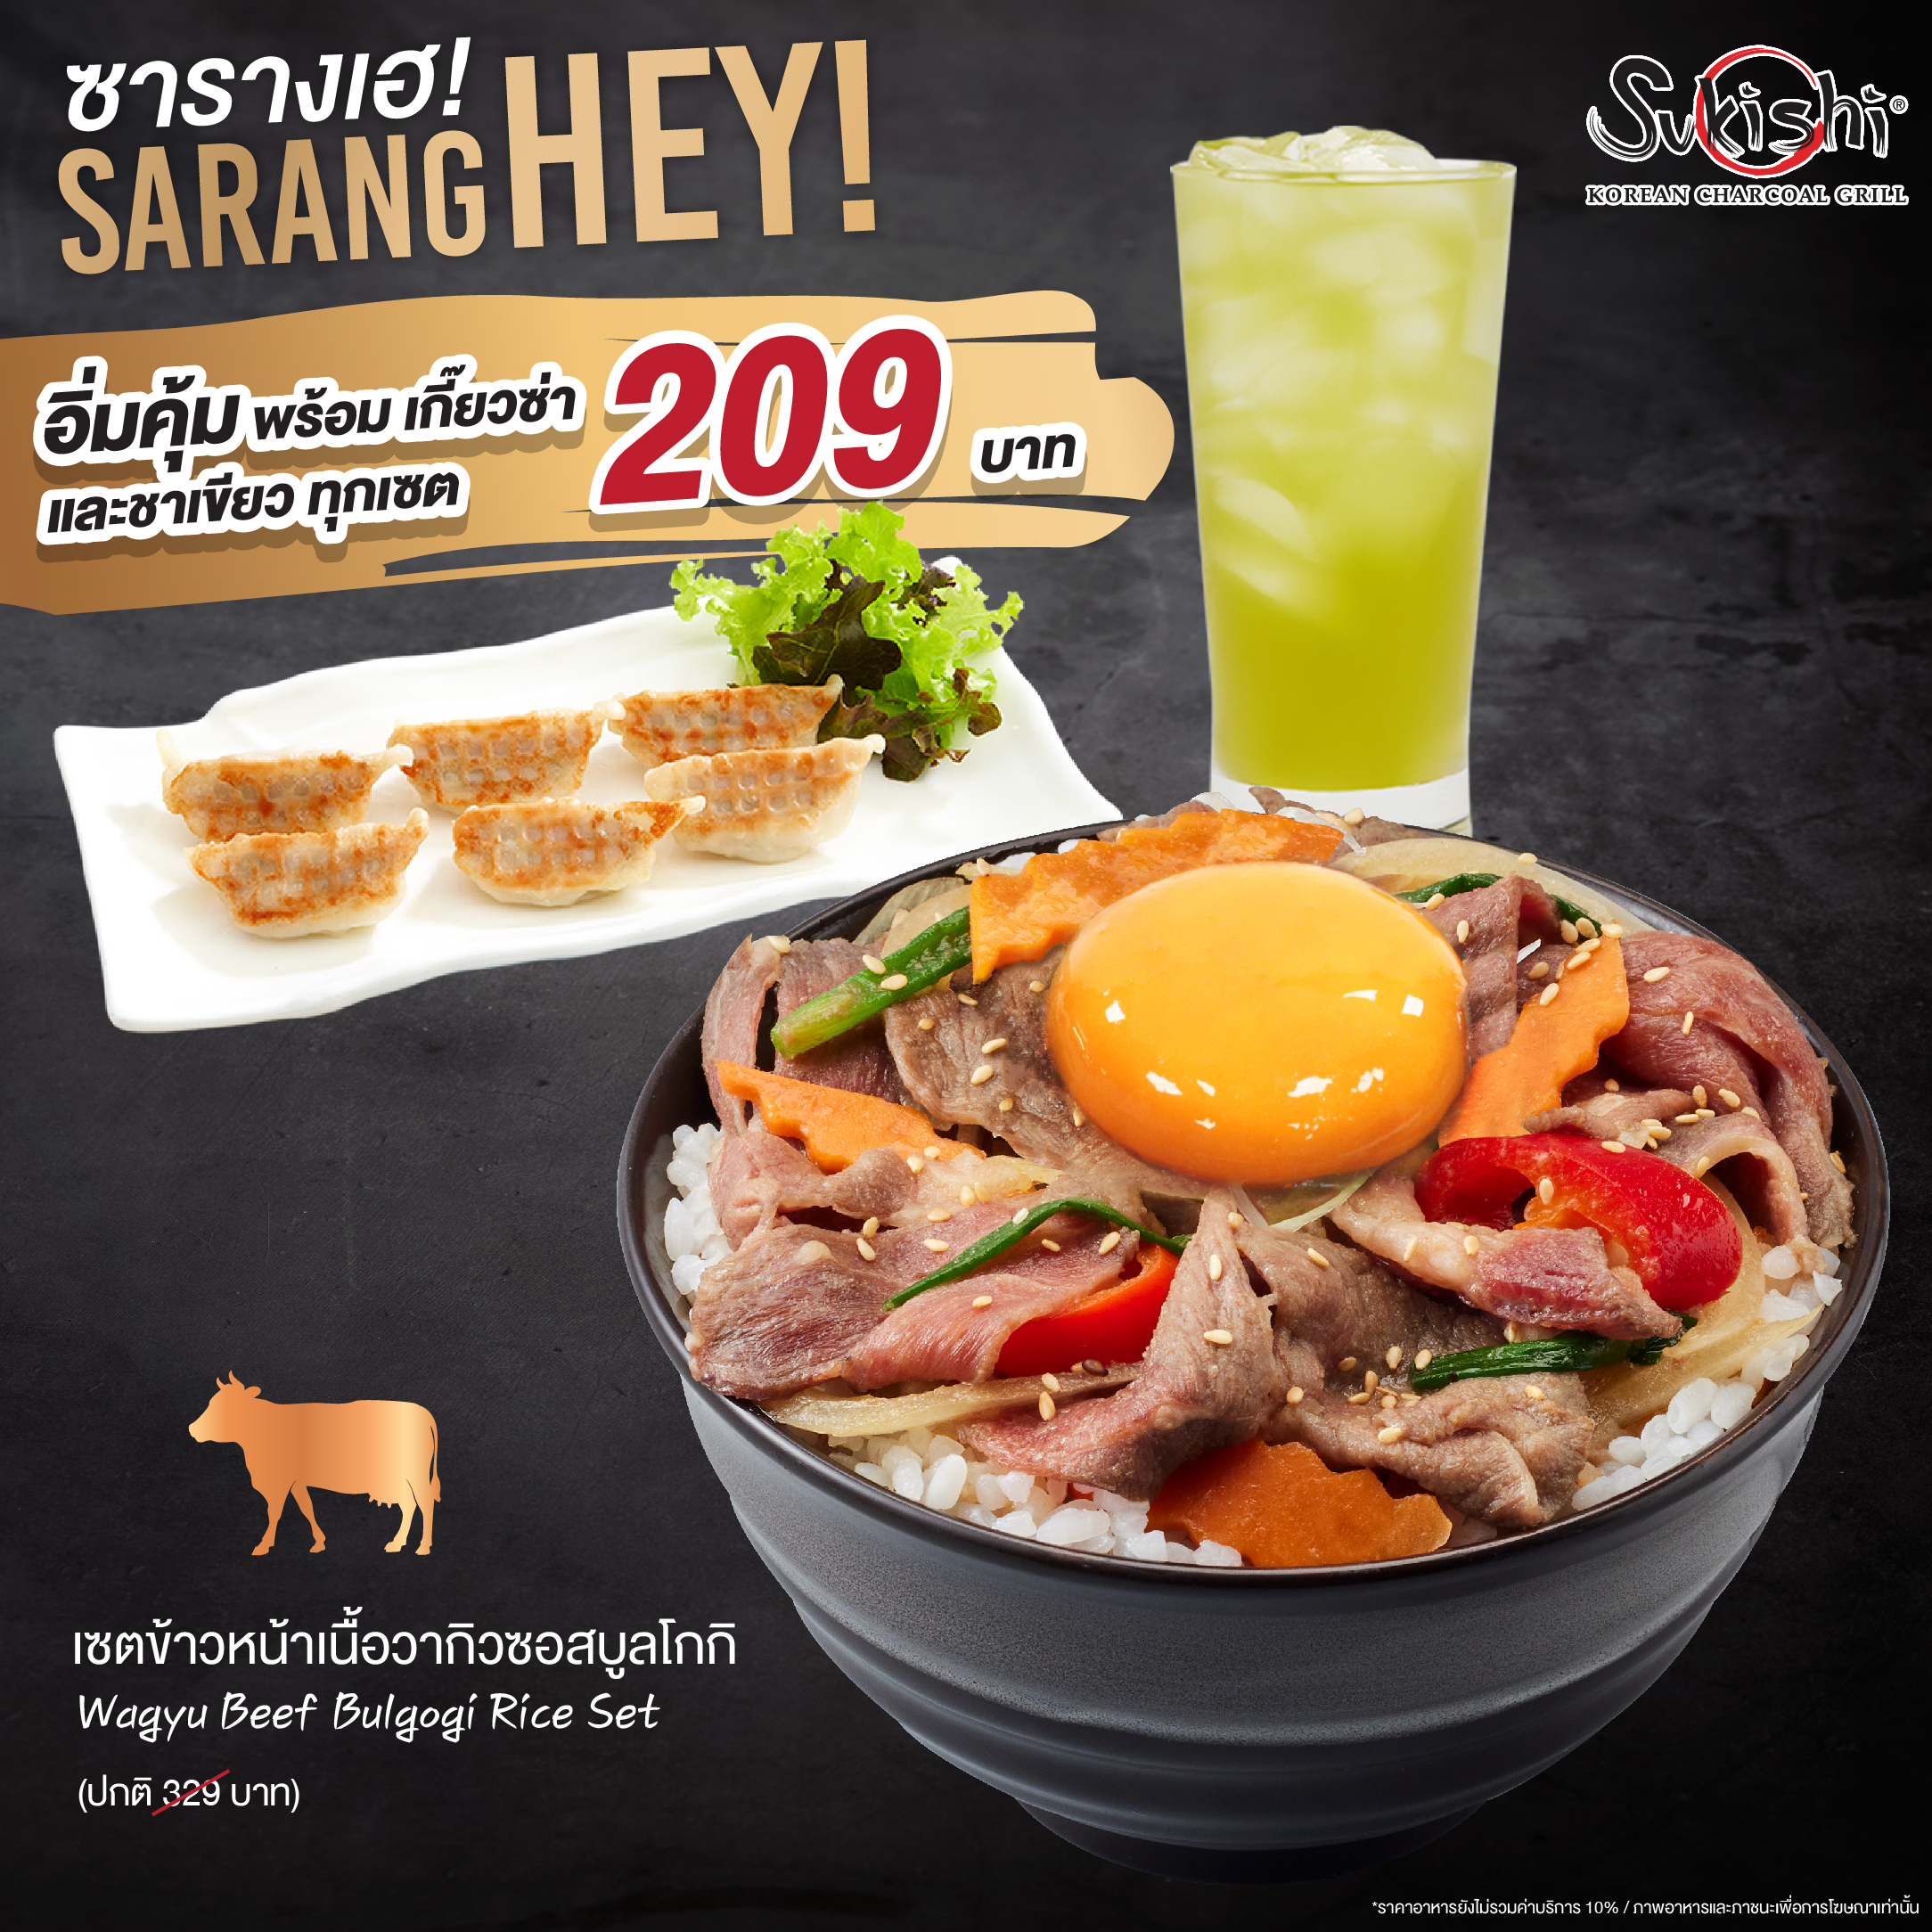 ซารางเฮ!
SARANG HEY!
Sukishi®
KOREAN CHARCOAL GRILL
อิ่มคุ้ม พร้อม เกี๊ยวซ่า
และชาเขียว ทุกเซต
209 บาท
เซตข้าวหน้าเนื้อวากิวซอสบูลโกกิ
Wagyu Beef Bulgogi Rice Set
(ปกติ 329 บาท)
*ราคาอาหารยังไม่รวมค่าบริการ 10% / ภาพอาหารและภาชนะเพื่อการโฆษณาเท่านั้น